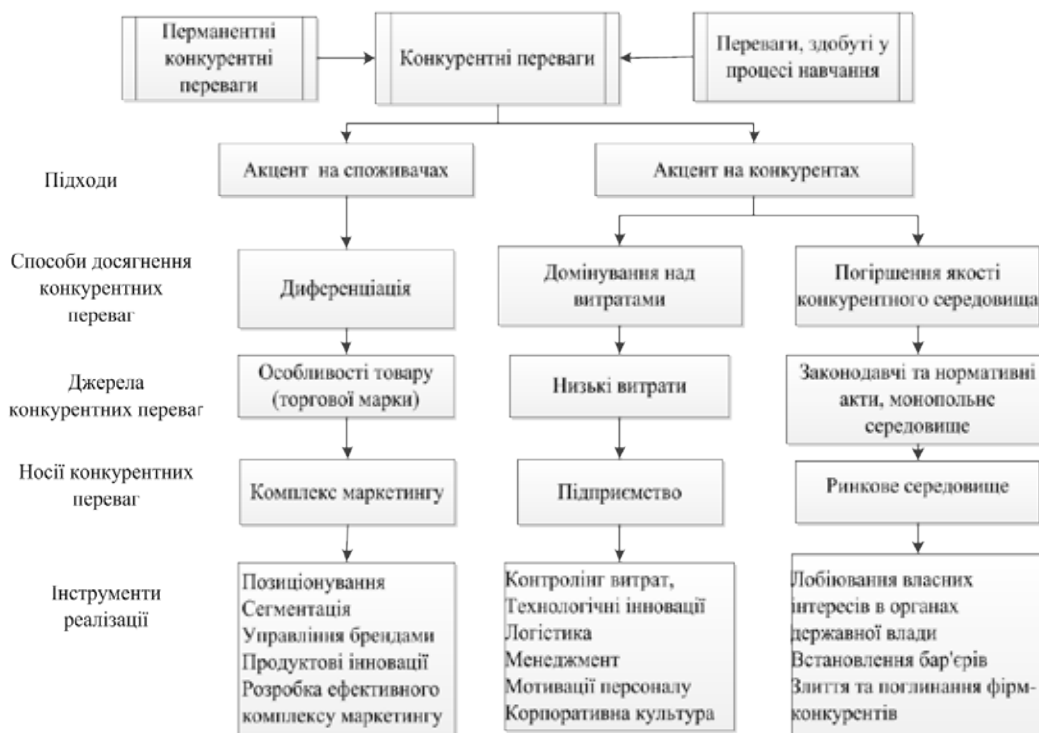 Перманентні
конкурентні
переваги
Конкурентні переваги
Переваги, здобуті у
процесі навчання
Підходи
Акцент на споживачах
Акцент на конкурентах
Способи досягнення
конкурентних
переваг
Диференціація
Домінування над
витратами
Погіршення якості
конкурентного середовища
Джерела
конкурентних переваг
Особливості товару
(торгової марки)
Низькі витрати
Законодавчі та нормативні
акти, монопольне
середовище
Носії конкурентних
переваг
Комплекс маркетингу
Підприємство
Ринкове середовище
Інструменти
реалізації
Позиціонування
Сегментація
Управління брендами
Продуктові інновації
Розробка ефективного
комплексу маркетингу
Контролінг витрат,
Технологічні інновації
Логістика
Менеджмент
Мотивації персоналу
Корпоративна культура
Лобіювання власних
інтересів в органах
державної влади
Встановлення бар'єрів
Злиття та поглинання фірм-
конкурентів